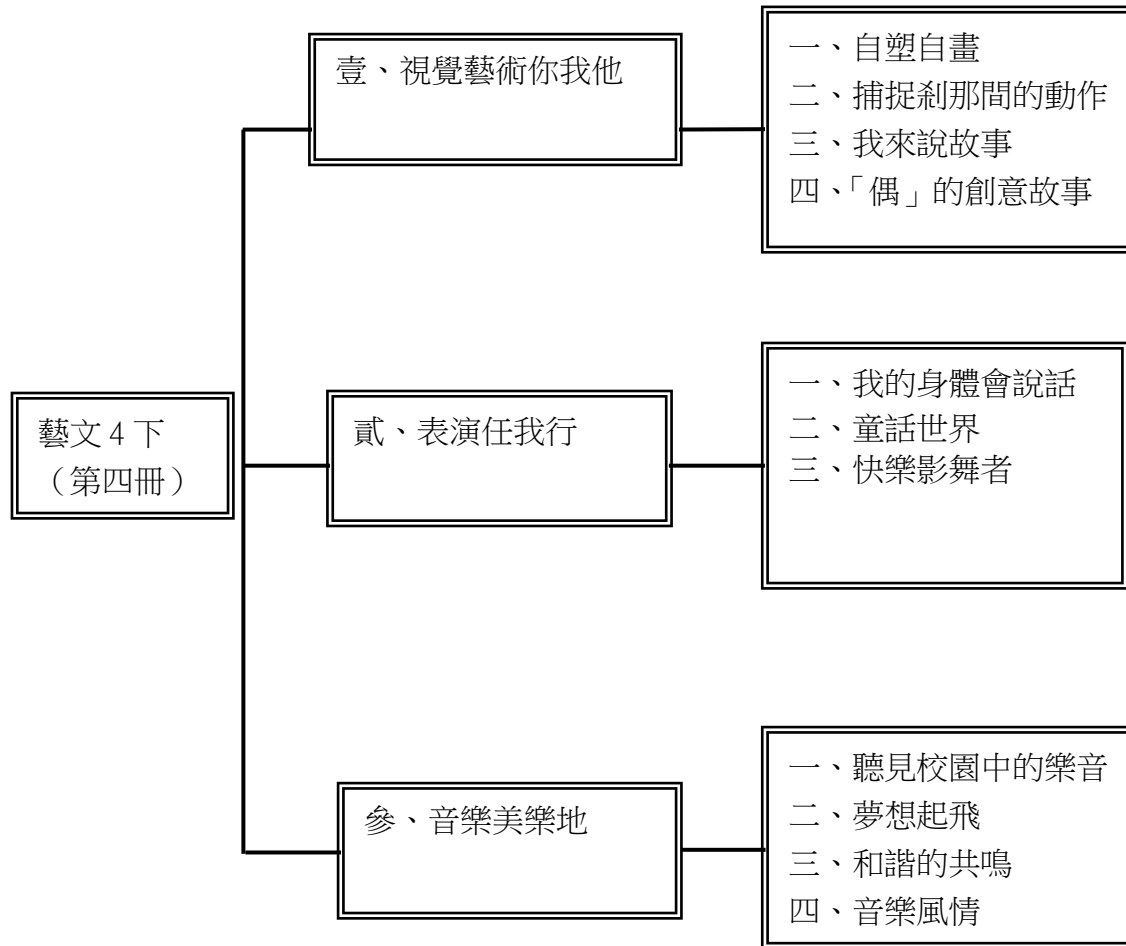 藝文 4 下
（第四冊）
壹、視覺藝術你我他
一、自塑自畫
二、捕捉剎那間的動作
三、我來說故事
四、「偶」的創意故事
貳、表演任我行
一、我的身體會說話
二、童話世界
三、快樂影舞者
參、音樂美樂地
一、聽見校園中的樂音
二、夢想起飛
三、和諧的共鳴
四、音樂風情